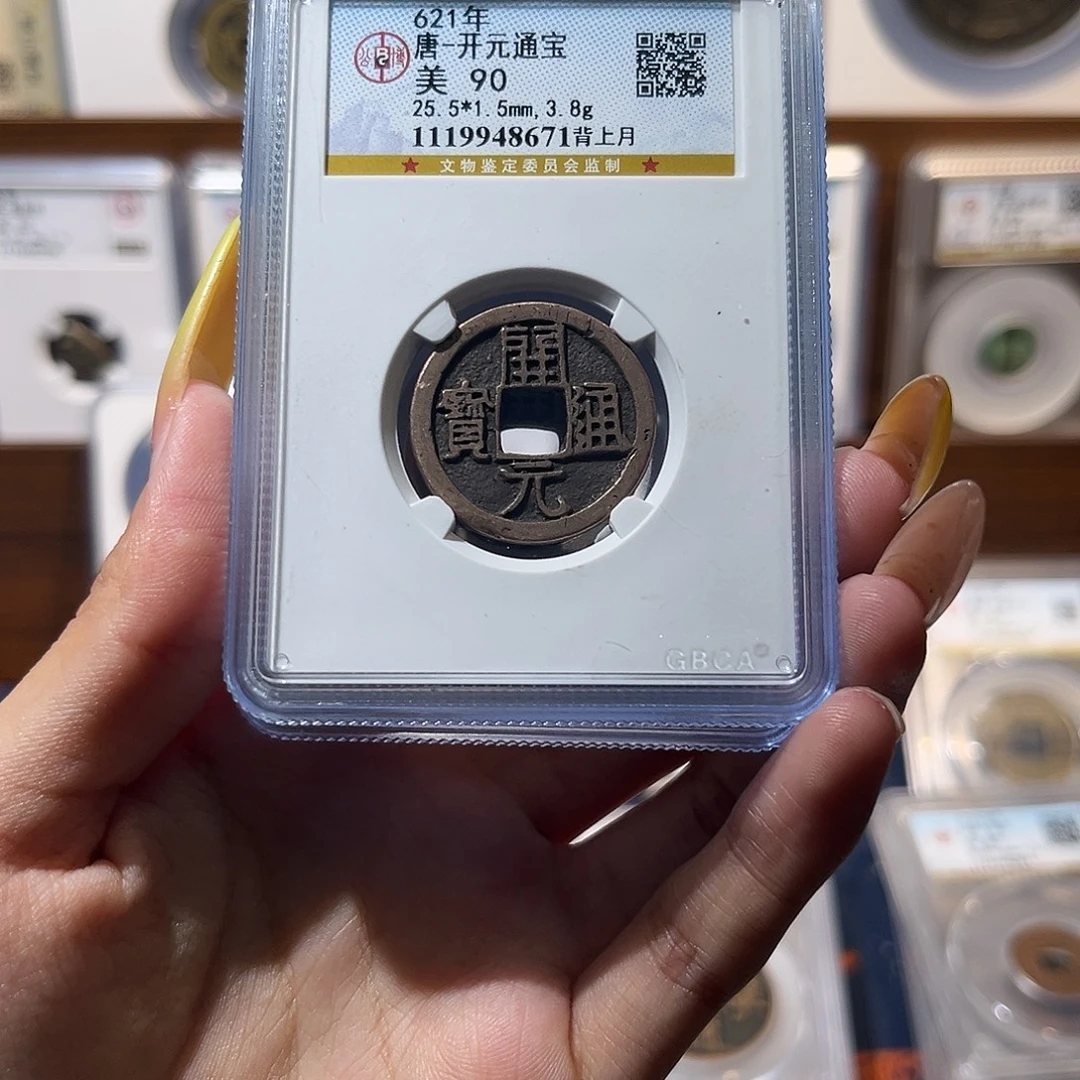 621年
唐-开元通宝
美 90
25.5*1.5mm,3.8g
1119948671背上月
★ 文物鉴定委员会监制 ★
開
寶 通
元
GBCA